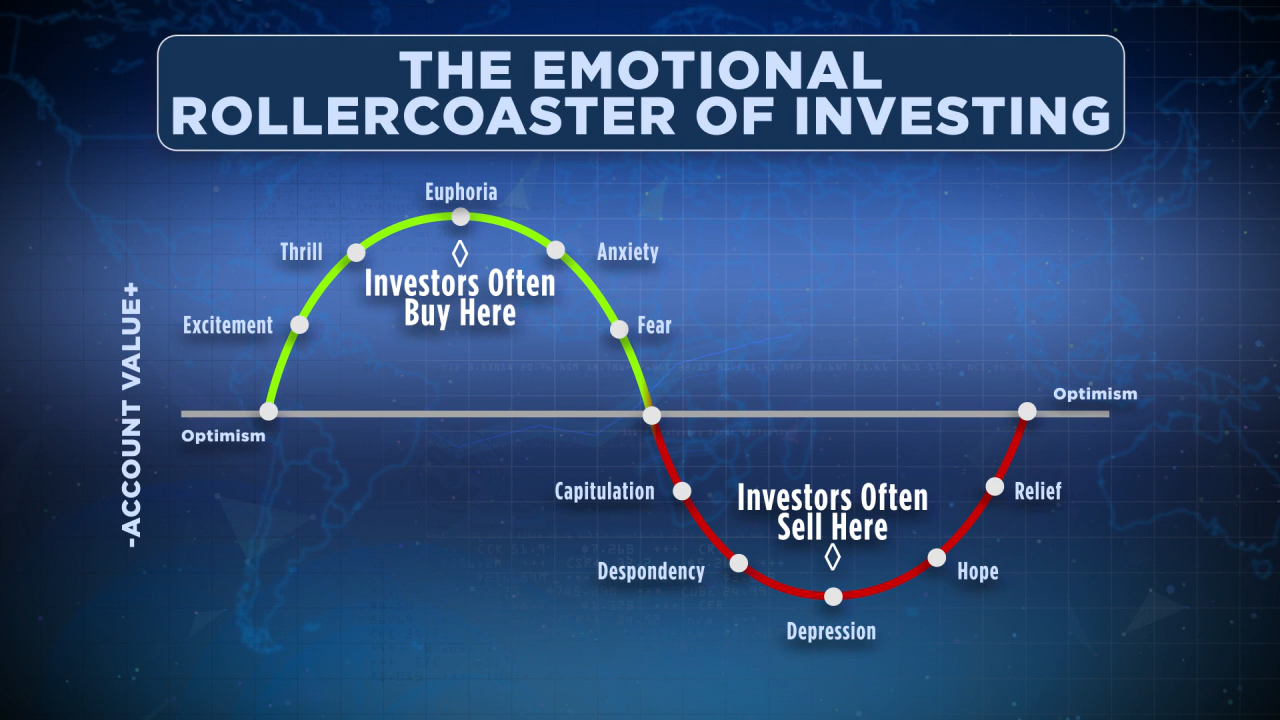 THE EMOTIONAL
ROLLERCOASTER OF INVESTING
Euphoria
Thrill
Anxiety
Investors Often
Buy Here
Excitement
Fear
-ACCOUNT VALUE+
Optimism
Optimism
Capitulation
Investors Often
Sell Here
Relief
Despondency
Hope
Depression